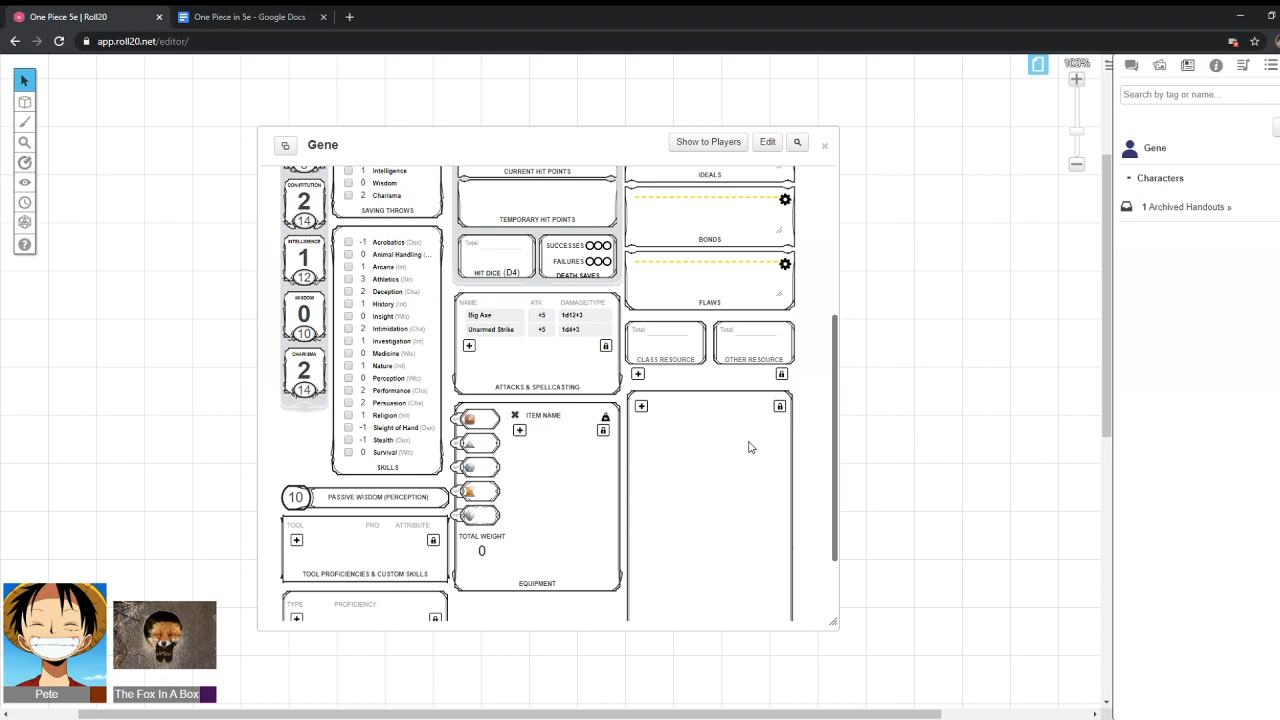 One Piece 5e | Roll20
One Piece in 5e - Google Docs
app.roll20.net/editor/
100%
Search by tag or name...
Gene
Characters
1 Archived Handouts »
Gene
Show to Players
Edit
CONSTITUTION
2
14
INTELLIGENCE
1
12
WISDOM
0
10
CHARISMA
2
14
1 Intelligence
0 Wisdom
2 Charisma
SAVING THROWS
-1 Acrobatics (Dex)
0 Animal Handling (...
1 Arcana (Int)
3 Athletics (Str)
2 Deception (Cha)
1 History (Int)
0 Insight (Wis)
2 Intimidation (Cha)
1 Investigation (Int)
0 Medicine (Wis)
1 Nature (Int)
0 Perception (Wis)
2 Performance (Cha)
2 Persuasion (Cha)
1 Religion (Int)
-1 Sleight of Hand (Dex)
-1 Stealth (Dex)
0 Survival (Wis)
SKILLS
10 PASSIVE WISDOM (PERCEPTION)
TOOL PRO ATTRIBUTE
TOOL PROFICIENCIES & CUSTOM SKILLS
TYPE PROFICIENCY
CURRENT HIT POINTS
TEMPORARY HIT POINTS
Total
HIT DICE (D4)
SUCCESSES
FAILURES
DEATH SAVES
NAME ATK DAMAGE/TYPE
Big Axe +5 1d12+3
Unarmed Strike +5 1d4+3
ATTACKS & SPELLCASTING
ITEM NAME
TOTAL WEIGHT
0
EQUIPMENT
IDEALS
BONDS
FLAWS
Total
CLASS RESOURCE
Total
OTHER RESOURCE
Pete
The Fox In A Box